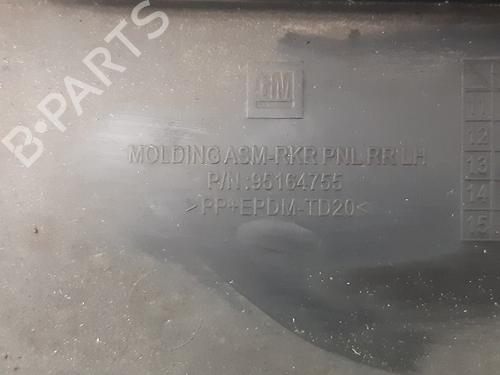 B-PARTS
GM
11
12
13
14
15
MOLDING ASM-RKR PNL RR LH
P/N:95164755
>PP+EPDM-TD20<